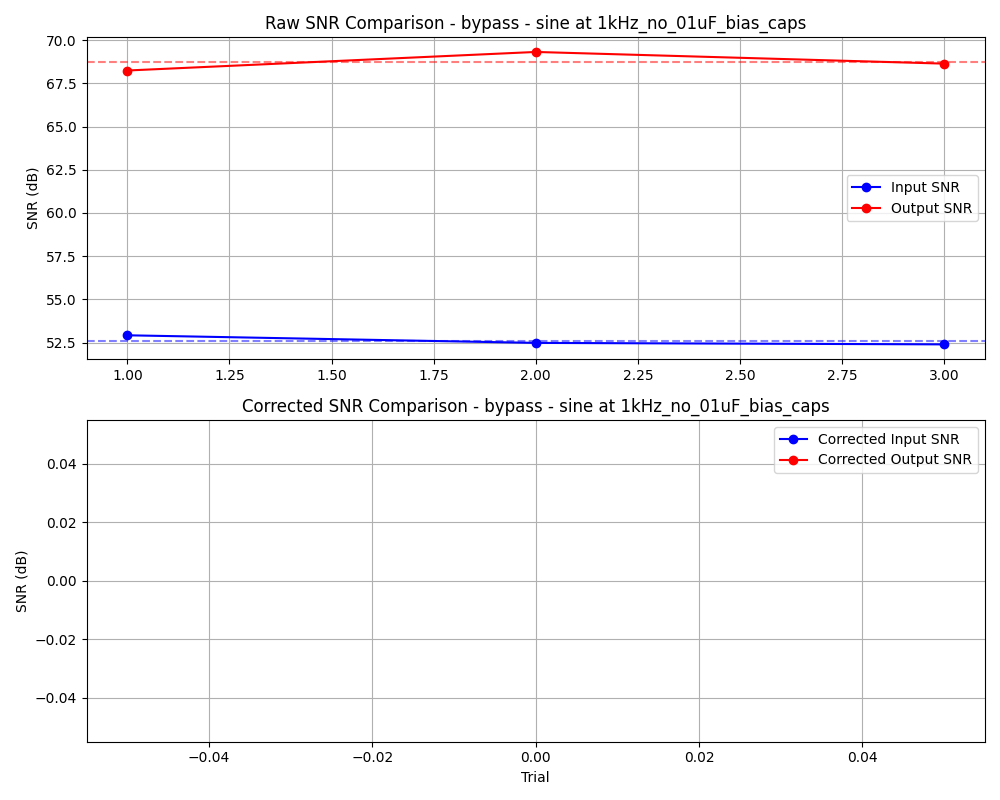 Raw SNR Comparison - bypass - sine at 1kHz_no_01uF_bias_caps
SNR (dB)
70.0
67.5
65.0
62.5
60.0
57.5
55.0
52.5
Input SNR
Output SNR
1.00 1.25 1.50 1.75 2.00 2.25 2.50 2.75 3.00
Corrected SNR Comparison - bypass - sine at 1kHz_no_01uF_bias_caps
SNR (dB)
0.04
0.02
0.00
−0.02
−0.04
Corrected Input SNR
Corrected Output SNR
−0.04 −0.02 0.00 0.02 0.04
Trial